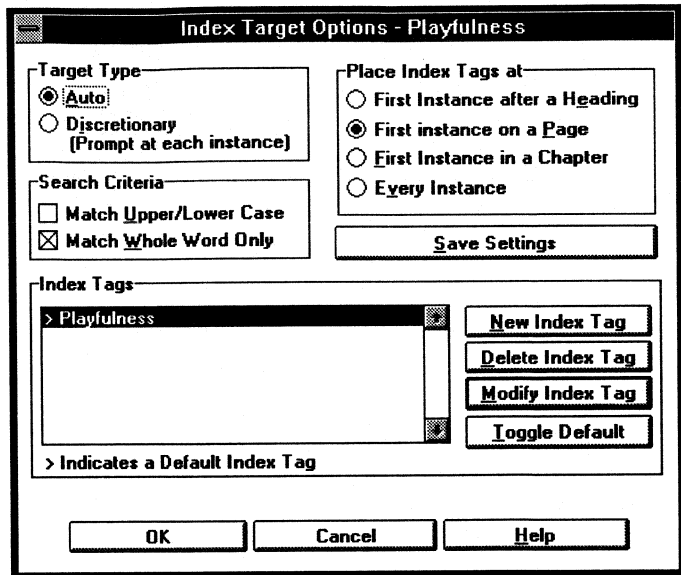 Index Target Options - Playfulness
Target Type
Auto
Discretionary
(Prompt at each instance)
Search Criteria
Match Upper/Lower Case
Match Whole Word Only
Place Index Tags at
First Instance after a Heading
First instance on a Page
First Instance in a Chapter
Every Instance
Save Settings
Index Tags
> Playfulness
> Indicates a Default Index Tag
New Index Tag
Delete Index Tag
Modify Index Tag
Toggle Default
OK
Cancel
Help